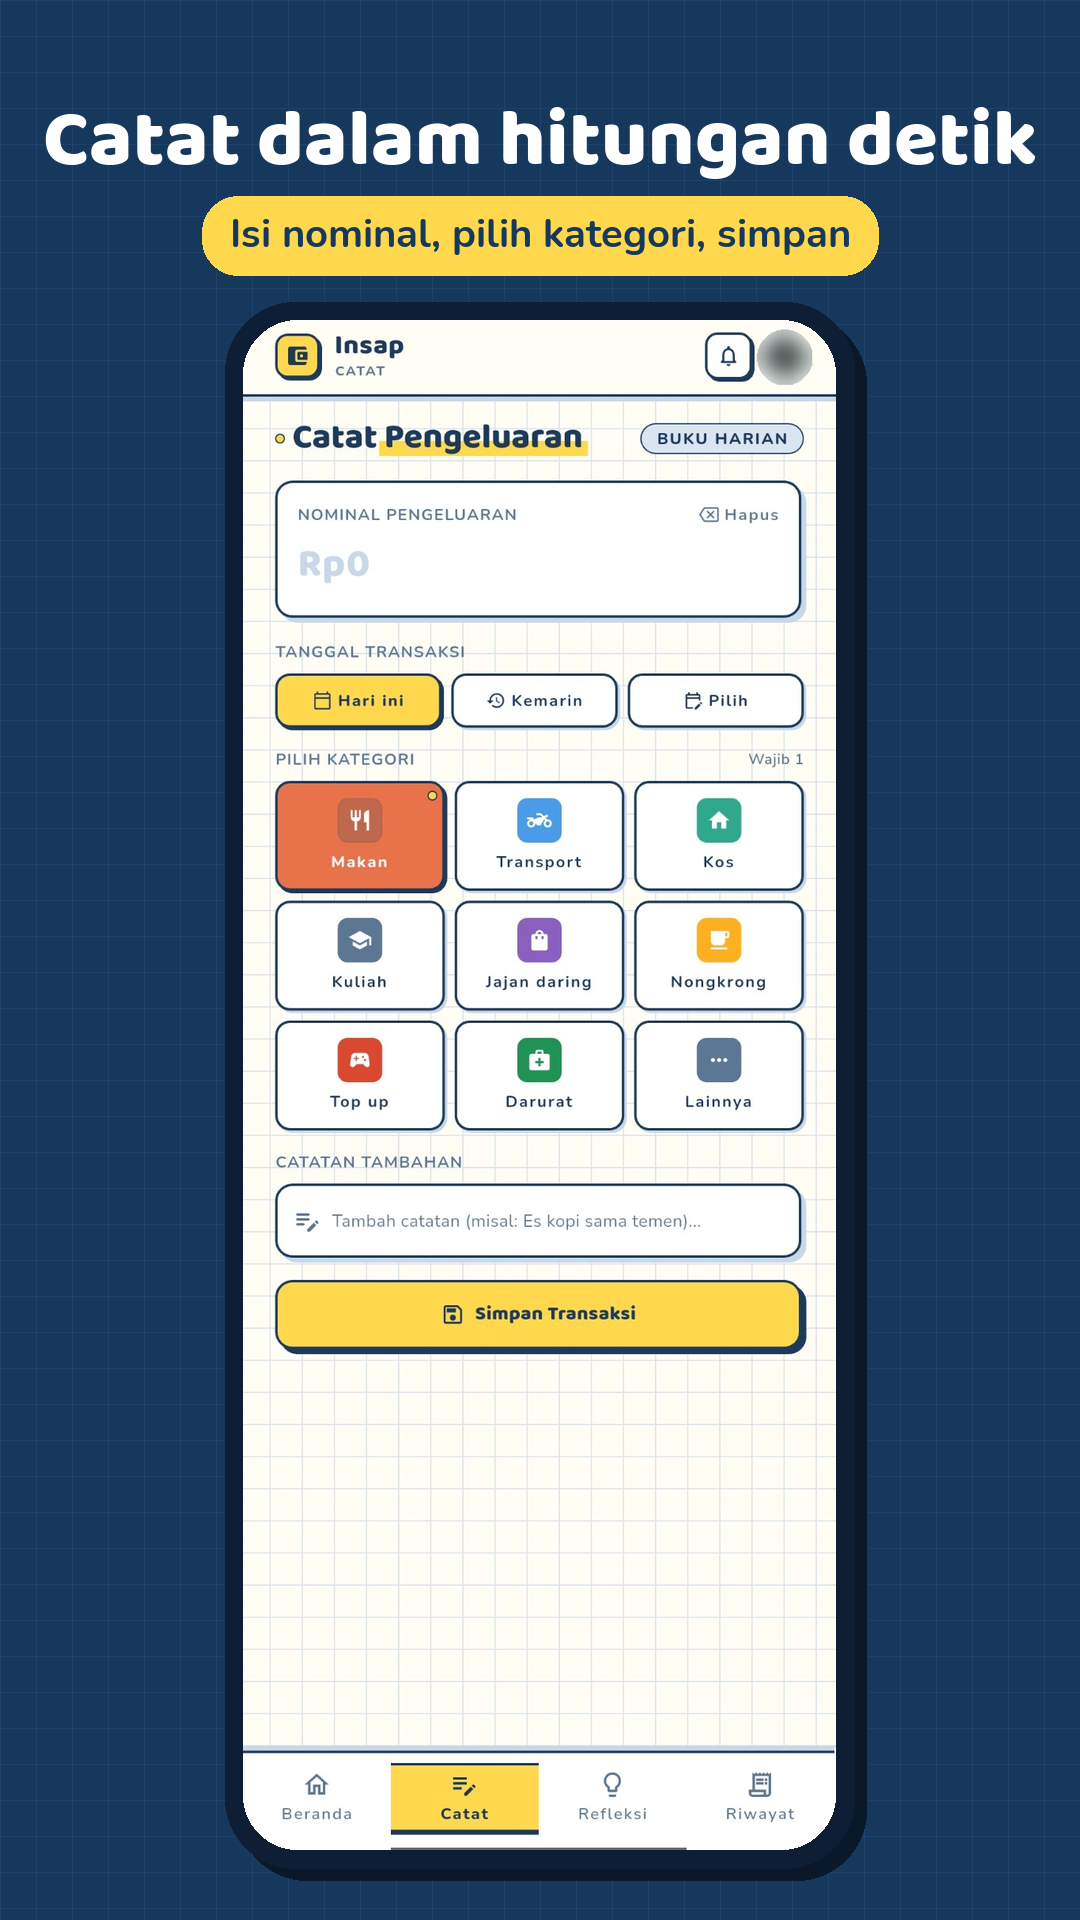 Catat dalam hitungan detik
Isi nominal, pilih kategori, simpan
Insap
CATAT
Catat Pengeluaran
BUKU HARIAN
NOMINAL PENGELUARAN
Hapus
Rp0
TANGGAL TRANSAKSI
Hari ini
Kemarin
Pilih
PILIH KATEGORI
Wajib 1
Makan
Transport
Kos
Kuliah
Jajan daring
Nongkrong
Top up
Darurat
Lainnya
CATATAN TAMBAHAN
Tambah catatan (misal: Es kopi sama temen)...
Simpan Transaksi
Beranda
Catat
Refleksi
Riwayat